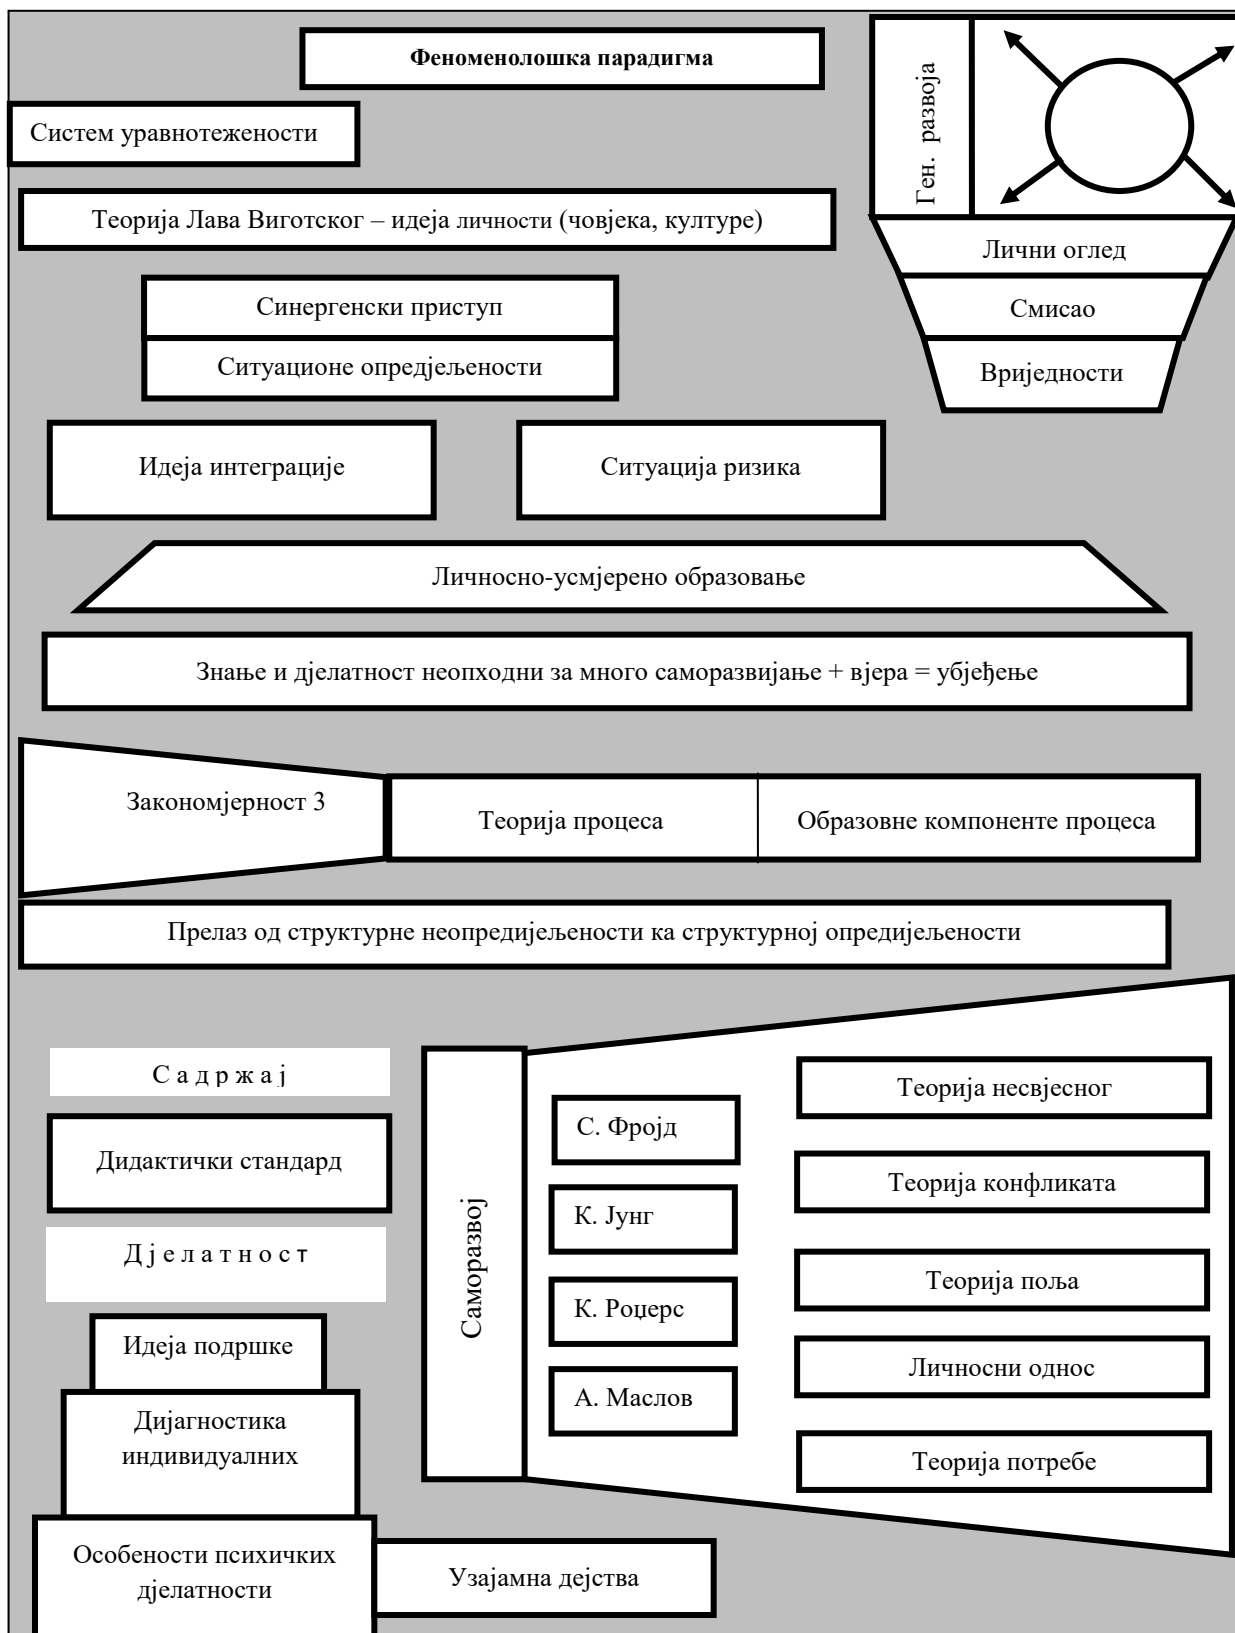 Феноменолошка парадигма
Ген. развоја
Систем уравнотежености
Теорија Лава Виготског – идеја личности (човјека, културе)
Лични оглед
Синергенски приступ
Смисао
Ситуационе опредјељености
Вриједности
Идеја интеграције
Ситуација ризика
Личносно-усмјерено образовање
Знање и дјелатност неопходни за много саморазвијање + вјера = убјеђење
Закономјерност 3
Теорија процеса
Образовне компоненте процеса
Прелаз од структурне неопредијељености ка структурној опредијељености
С а д р ж а ј
Дидактички стандард
Д ј е л а т н о с т
Идеја подршке
Дијагностика
индивидуалних
Особености психичких
дјелатности
Узајамна дејства
Саморазвој
С. Фројд
К. Јунг
К. Роџерс
А. Маслов
Теорија несвјесног
Теорија конфликата
Теорија поља
Личносни однос
Теорија потребе